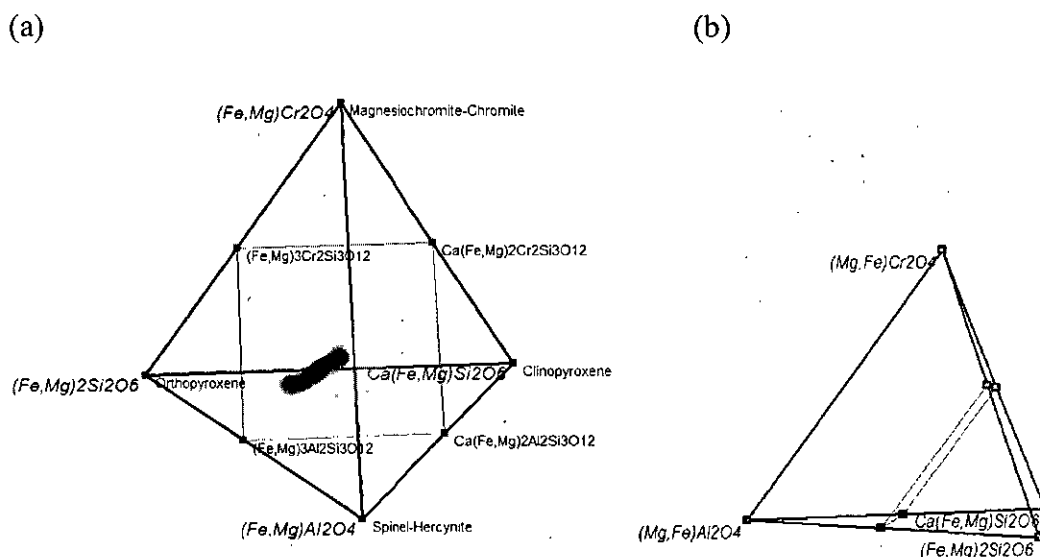 (a)
(b)
(Fe,Mg)Cr2O4
Magnesiochromite-Chromile
(Fe,Mg)3Cr2Si3O12
Ca(Fe,Mg)2Cr2Si3O12
(Fe,Mg)2Si2O6
Orthopyroxene
Ca(Fe,Mg)Si2O6
Clinopyroxene
(Fe,Mg)3Al2Si3O12
Ca(Fe,Mg)2Al2Si3O12
(Fe,Mg)Al2O4
Spinel-Hercynite
(Mg,Fe)Cr2O4
(Mg,Fe)Al2O4
Ca(Fe,Mg)Si2O6
(Fe,Mg)2Si2O6